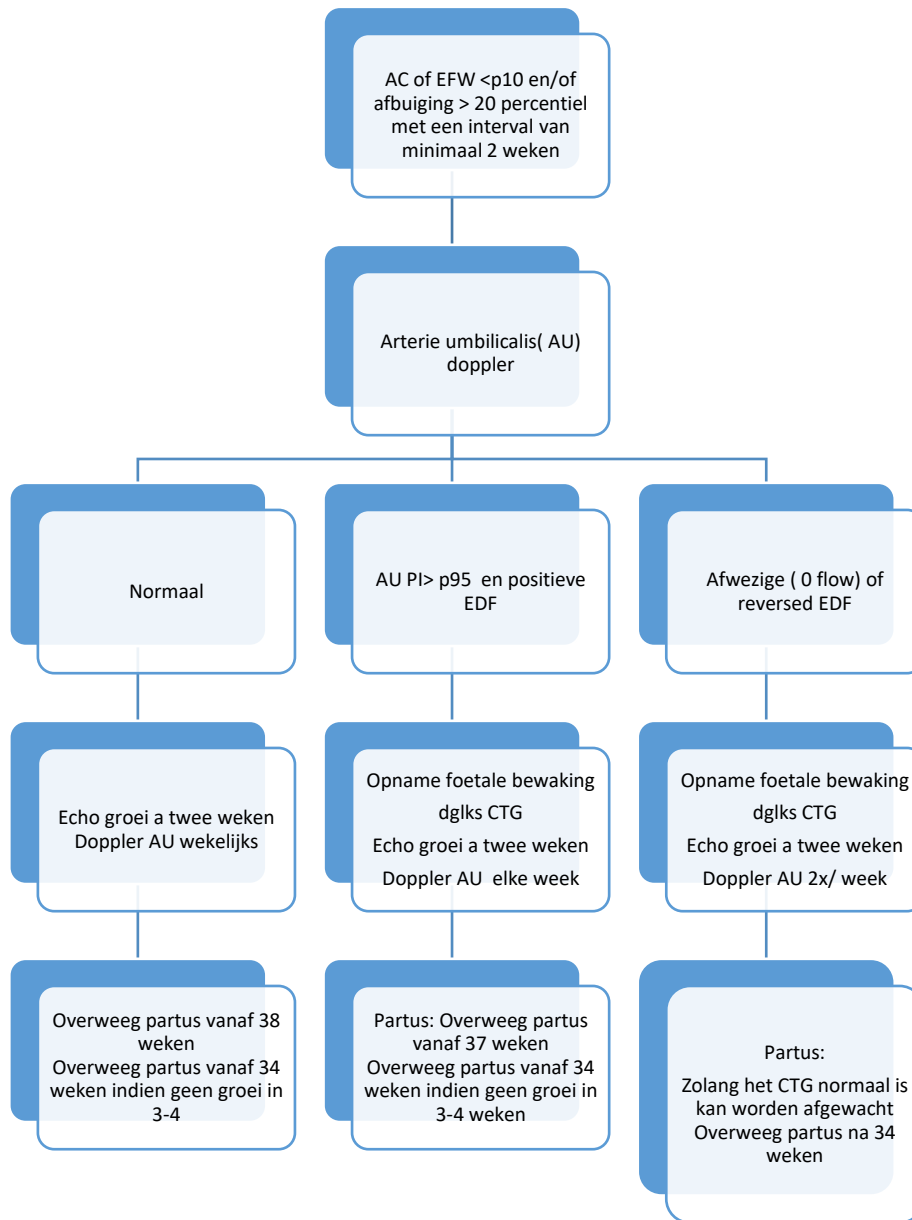 AC of EFW <p10 en/of
afbuiging > 20 percentiel
met een interval van
minimaal 2 weken
Arterie umbilicalis( AU)
doppler
Normaal
AU PI> p95 en positieve
EDF
Afwezige ( 0 flow) of
reversed EDF
Echo groei a twee weken
Doppler AU wekelijks
Opname foetale bewaking
dglks CTG
Echo groei a twee weken
Doppler AU elke week
Opname foetale bewaking
dglks CTG
Echo groei a twee weken
Doppler AU 2x/ week
Overweeg partus vanaf 38
weken
Overweeg partus vanaf 34
weken indien geen groei in
3-4
Partus: Overweeg partus
vanaf 37 weken
Overweeg partus vanaf 34
weken indien geen groei in
3-4 weken
Partus:
Zolang het CTG normaal is
kan worden afgewacht
Overweeg partus na 34
weken